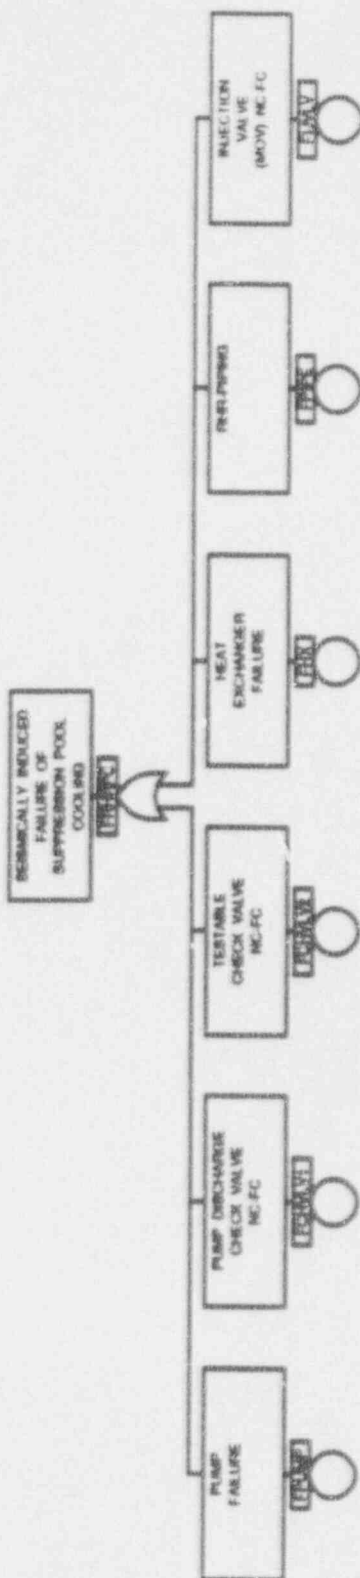 SEISMICALLY INDUCED
FAILURE OF
SUPPRESSION POOL
COOLING
PUMP
FAILURE
PUMP DISCHARGE
CHECK VALVE
NC-FC
TESTABLE
CHECK VALVE
NC-FC
HEAT
EXCHANGER
FAILURE
RHR-PIPING
INJECTION
VALVE
(MOV) NC-FC